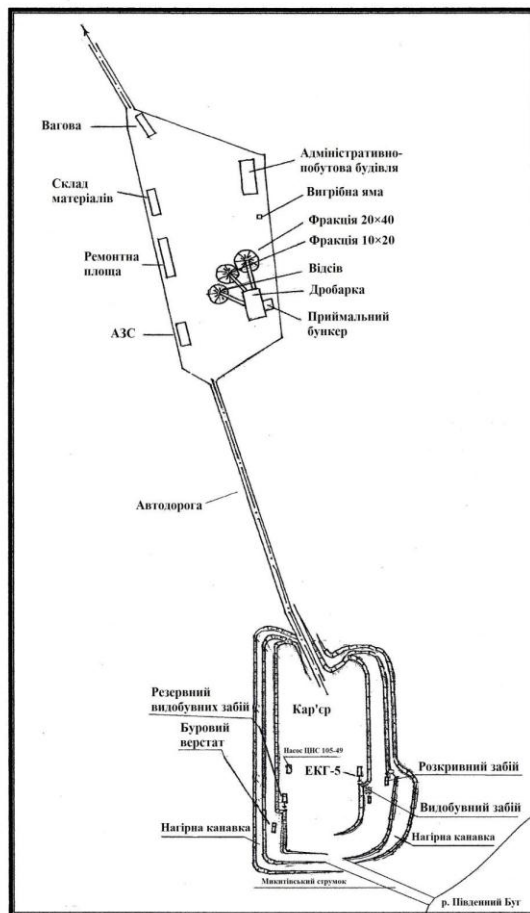 Вагова
Адміністративно-
побутова будівля
Склад
матеріалів
Вигрібна яма
Фракція 20×40
Фракція 10×20
Ремонтна
площа
Відсів
Дробарка
Приймальний
бункер
АЗС
Автодорога
Резервний
видобувних забій
Кар'єр
Буровий
верстат
Насос ЦНС 105-49
ЕКГ-5
Розкривний забій
Видобувний забій
Нагірна канавка
Нагірна канавка
Микитівський струмок
р. Південний Буг